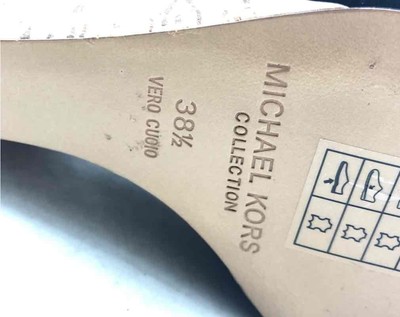 MICHAEL KORS
COLLECTION
38½
VERO CUOIO